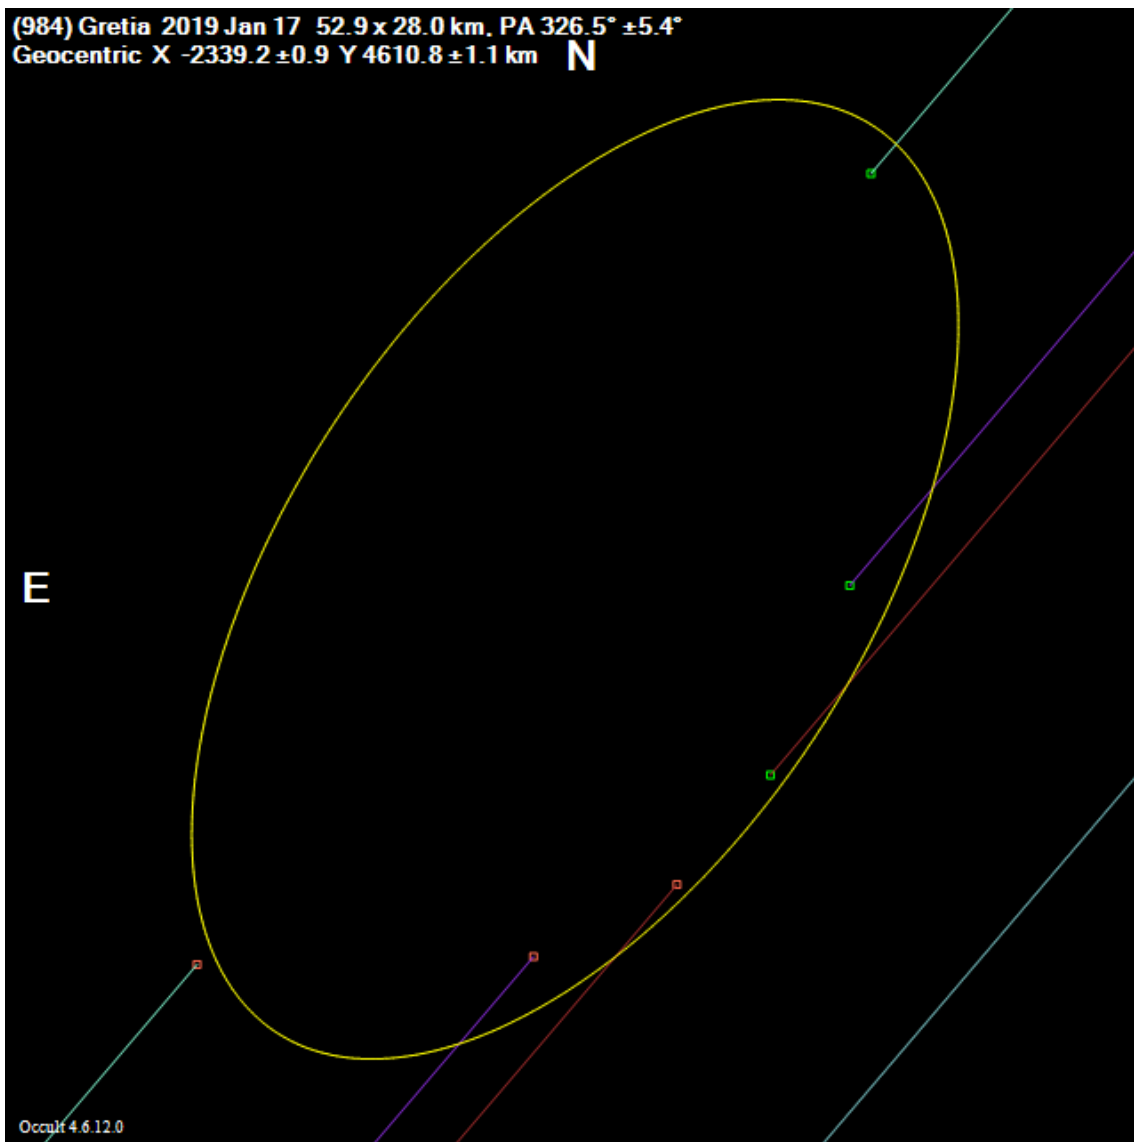 (984) Gretia 2019 Jan 17 52.9 x 28.0 km, PA 326.5° ±5.4°
Geocentric X -2339.2 ±0.9 Y 4610.8 ±1.1 km
N
E
Occult 4.6.12.0